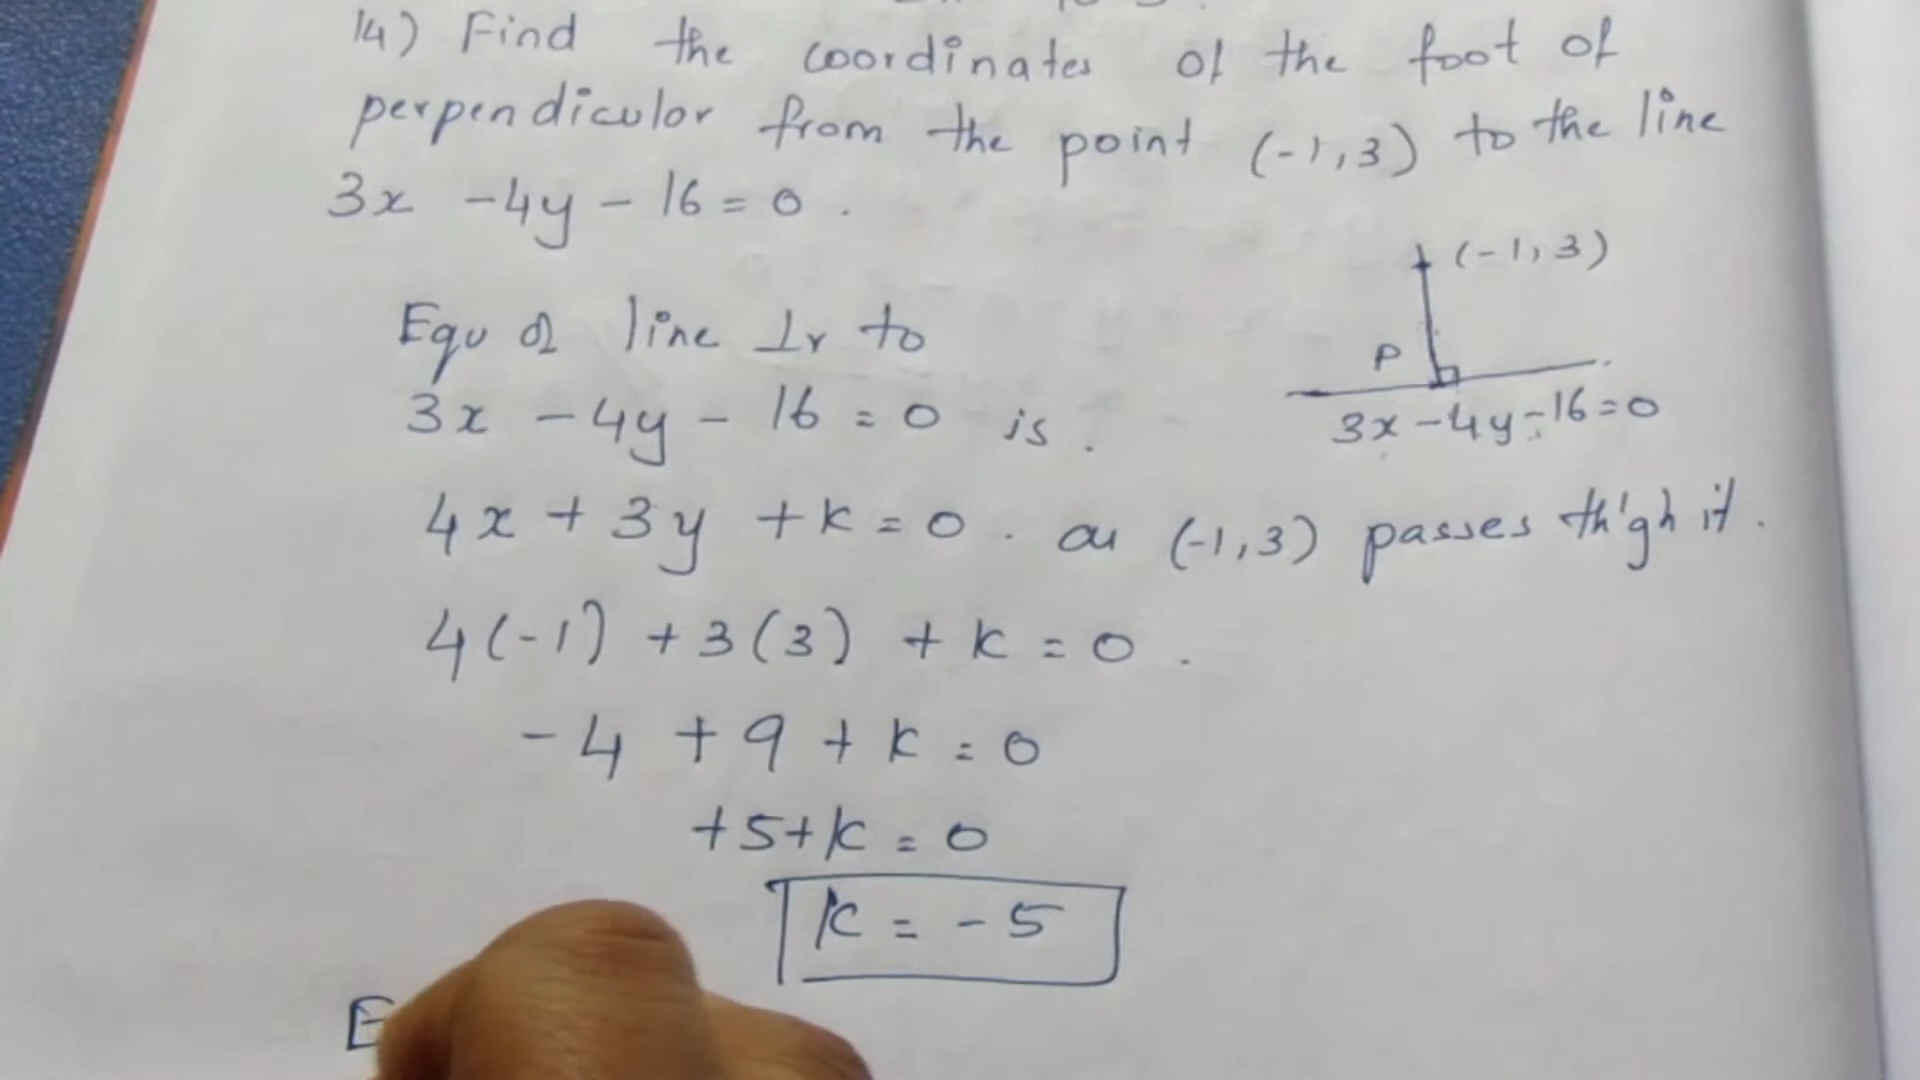 14) Find the coordinates of the foot of
perpendicular from the point (-1,3) to the line
3x - 4y - 16 = 0 .
(-1,3)
P
3x - 4y - 16 = 0
Equ of line ⊥r to
3x - 4y - 16 = 0 is .
4x + 3y + k = 0 . as (-1,3) passes th'gh it .
4(-1) + 3(3) + k = 0 .
-4 + 9 + k = 0
+5+k = 0
k = -5
E